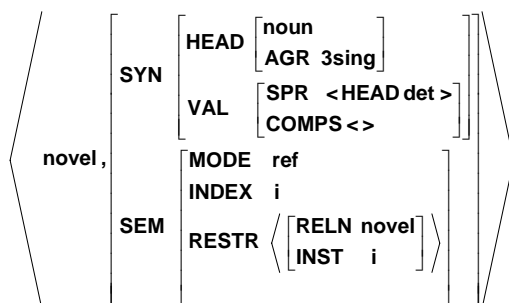 noun
HEAD
AGR 3sing
SYN
SPR < HEAD det >
VAL
COMPS < >
novel ,
MODE ref
INDEX i
SEM
RELN novel
RESTR
INST i